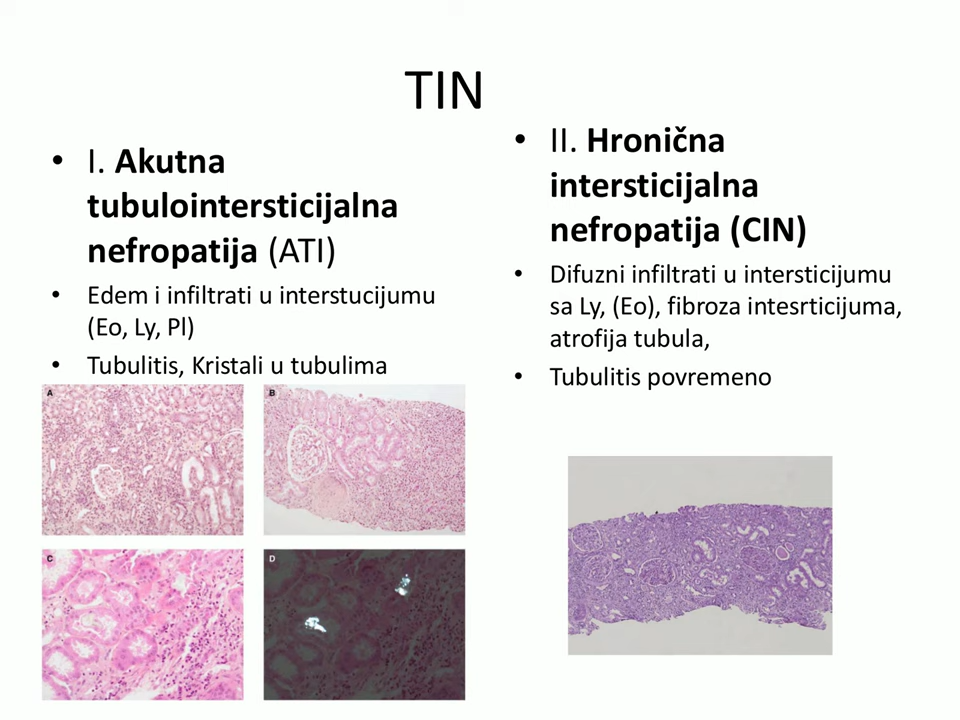 TIN
• I. Akutna
tubulointersticijalna
nefropatija (ATI)
• Edem i infiltrati u interstucijumu
(Eo, Ly, Pl)
• Tubulitis, Kristali u tubulima
A
B
C
D
• II. Hronična
intersticijalna
nefropatija (CIN)
• Difuzni infiltrati u intersticijumu
sa Ly, (Eo), fibroza intesrticijuma,
atrofija tubula,
• Tubulitis povremeno